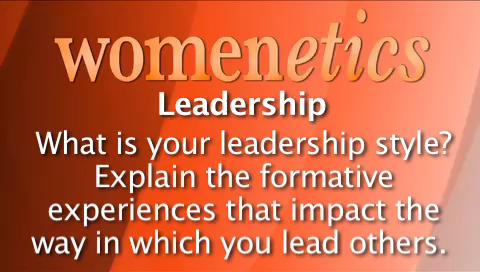 womenetics
Leadership
What is your leadership style?
Explain the formative
experiences that impact the
way in which you lead others.